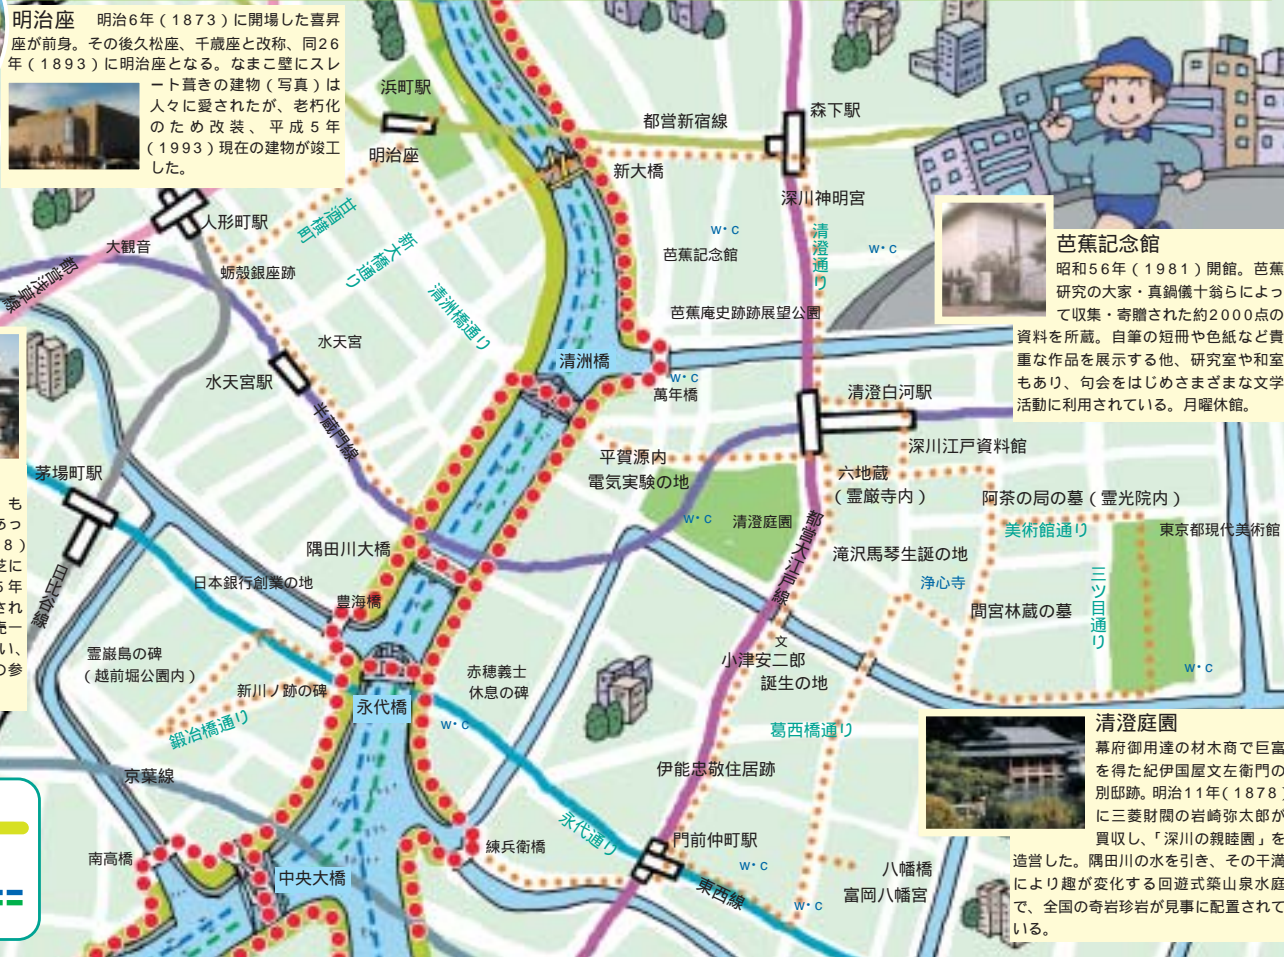 明治座 明治6年(1873)に開場した喜昇
座が前身。その後久松座、千歳座と改称、同26
年(1893)に明治座となる。なまこ壁にスレ
ート葺きの建物(写真)は
人々に愛されたが、老朽化
のため改装、平成5年
(1993)現在の建物が竣工
した。
浜町駅
明治座
都営新宿線
森下駅
新大橋
深川神明宮
人形町駅
甘酒横町
大観音
新大橋通り
W・C
清澄通り
W・C
芭蕉記念館
蛎殻銀座跡
都営浅草線
清洲橋通り
芭蕉庵史跡跡展望公園
芭蕉記念館
昭和56年(1981)開館。芭蕉
研究の大家・真鍋儀十翁らによっ
て収集・寄贈された約2000点の
資料を所蔵。自筆の短冊や色紙など貴
重な作品を展示する他、研究室や和室
もあり、句会をはじめさまざまな文学
活動に利用されている。月曜休館。
水天宮
清洲橋
水天宮駅
W・C
萬年橋
清澄白河駅
半蔵門線
深川江戸資料館
平賀源内
電気実験の地
六地蔵
(霊厳寺内)
阿茶の局の墓(霊光院内)
茅場町駅
も
あっ
8)
芝に
5年
され
売一
い、
の参
W・C
清澄庭園
美術館通り
東京都現代美術館
都営大江戸線
隅田川大橋
滝沢馬琴生誕の地
日本銀行創業の地
浄心寺
日比谷線
豊海橋
間宮林蔵の墓
三ツ目通り
霊巌島の碑
(越前堀公園内)
文
小津安二郎
誕生の地
赤穂義士
休息の碑
W・C
新川ノ跡の碑
永代橋
W・C
鍛治橋通り
葛西橋通り
清澄庭園
幕府御用達の材木商で巨富
を得た紀伊国屋文左衛門の
別邸跡。明治11年(1878)
に三菱財閥の岩崎弥太郎が
買収し、「深川の親睦園」を
造営した。隅田川の水を引き、その干満
により趣が変化する回遊式築山泉水庭
で、全国の奇岩珍岩が見事に配置されて
いる。
京葉線
伊能忠敬住居跡
永代通り
門前仲町駅
練兵衛橋
南高橋
中央大橋
W・C
八幡橋
東西線
W・C
富岡八幡宮